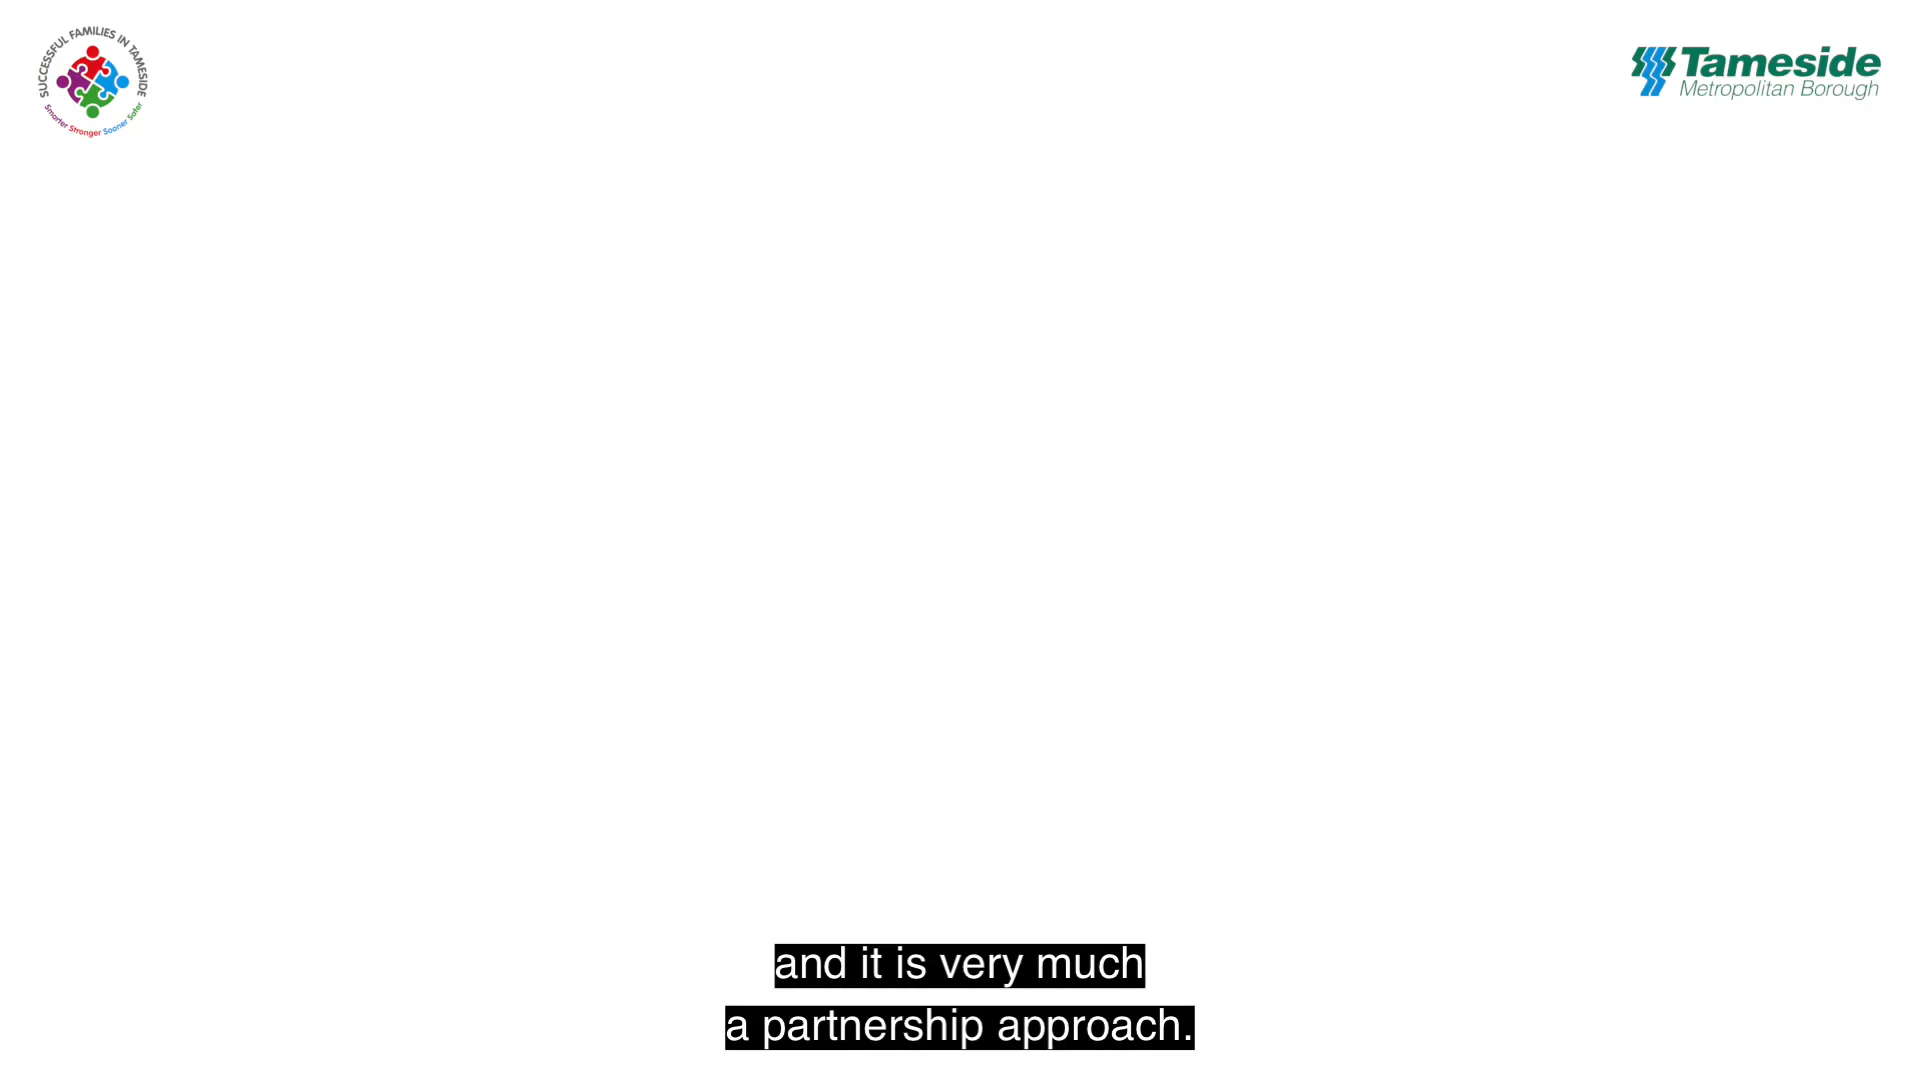 SUCCESSFUL FAMILIES IN TAMESIDE
Smarter Stronger Sooner Safer
Tameside
Metropolitan Borough
and it is very much
a partnership approach.